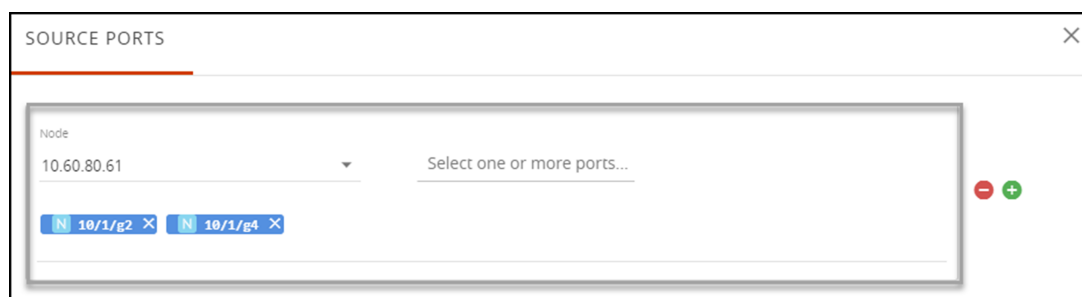 SOURCE PORTS
Node
10.60.80.61
Select one or more ports...
N 10/1/g2 N 10/1/g4